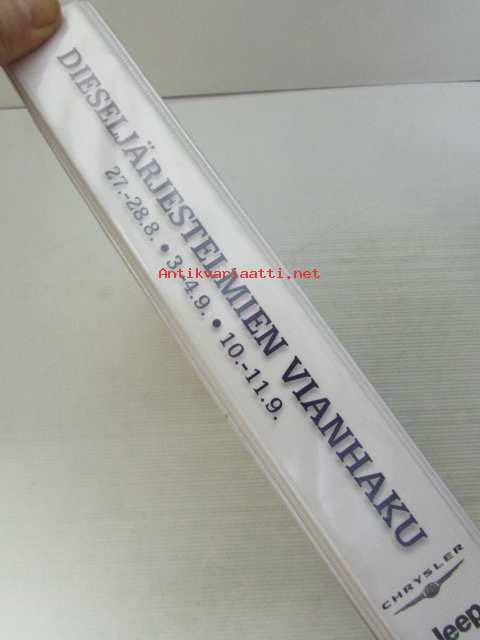 DIESELJÄRJESTELMIEN VIANHAKU
27.-28.8. • 3.-4.9. • 10.-11.9.
Antikvariaatti.net
CHRYSLER
Jeep